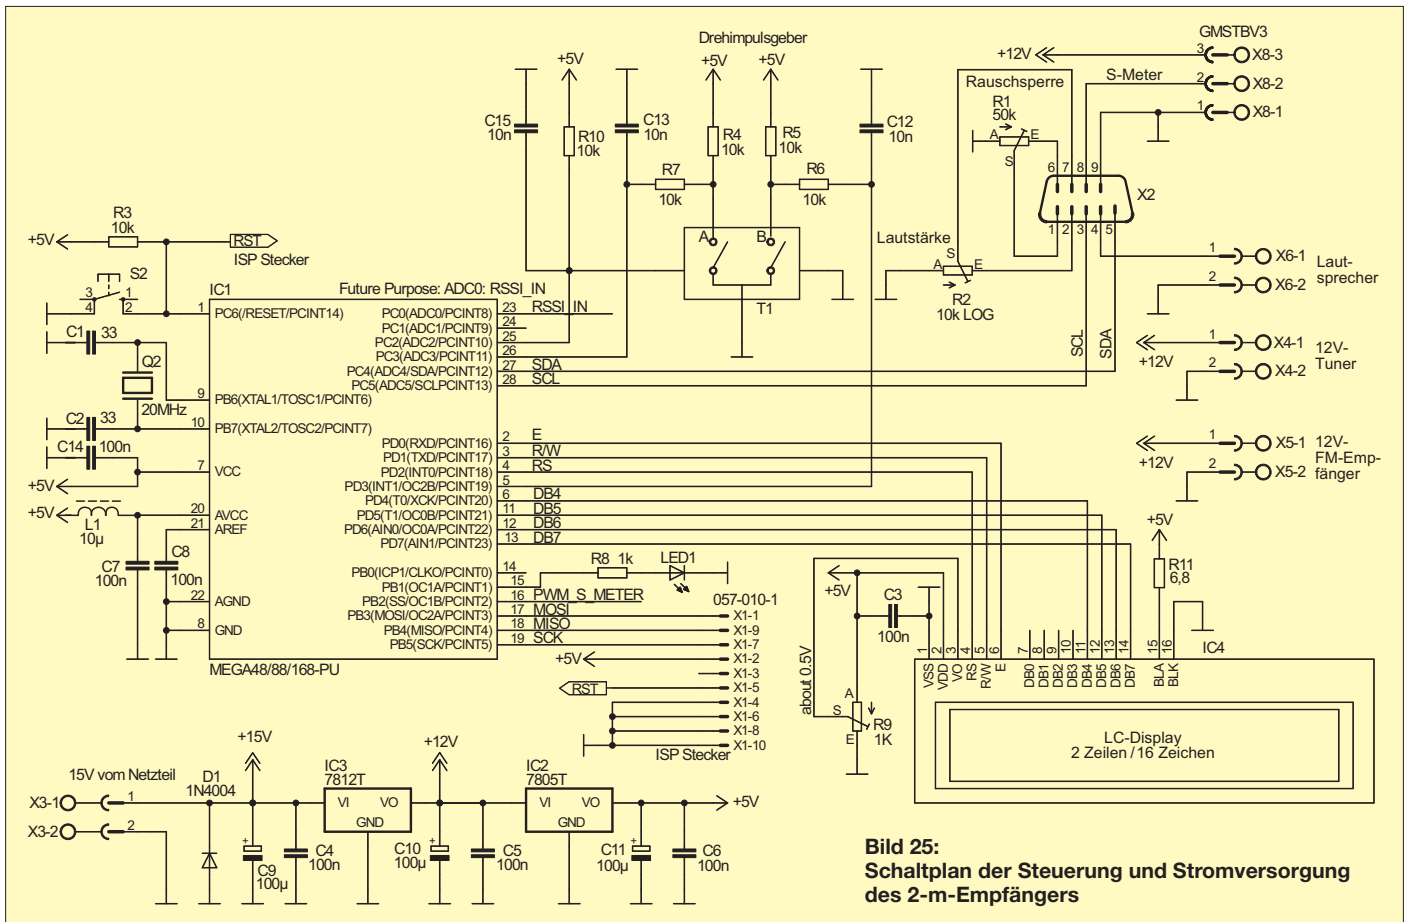 GMSTBV3
Drehimpulsgeber
+12V
3
X8-3
+5V
+5V
+5V
Rauschsperre
S-Meter
2
X8-2
R1
50k
1
X8-1
C15
10n
R10
10k
C13
10n
R4
10k
R5
10k
C12
10n
A
E
S
6
7
8
9
X2
R7
10k
R6
10k
1
2
3
4
5
R3
10k
+5V
RST
ISP Stecker
A
B
Lautstärke
S
A
E
R2
10k LOG
1
X6-1
2
X6-2
Laut-
sprecher
S2
3
1
4
2
T1
IC1
Future Purpose: ADC0: RSSI_IN
1
PC6(/RESET/PCINT14)
PC0(ADC0/PCINT8)
23
RSSI_IN
PC1(ADC1/PCINT9)
24
PC2(ADC2/PCINT10)
25
PC3(ADC3/PCINT11)
26
PC4(ADC4/SDA/PCINT12)
27
SDA
PC5(ADC5/SCLPCINT13)
28
SCL
SCL
SDA
+12V
1
X4-1
2
X4-2
12V-
Tuner
C1
33
Q2
20MHz
9
PB6(XTAL1/TOSC1/PCINT6)
C2
33
10
PB7(XTAL2/TOSC2/PCINT7)
C14
100n
7
VCC
+5V
PD0(RXD/PCINT16)
2
E
PD1(TXD/PCINT17)
3
R/W
PD2(INT0/PCINT18)
4
RS
PD3(INT1/OC2B/PCINT19)
5
PD4(T0/XCK/PCINT20)
6
DB4
PD5(T1/OC0B/PCINT21)
11
DB5
PD6(AIN0/OC0A/PCINT22)
12
DB6
PD7(AIN1/PCINT23)
13
DB7
+12V
1
X5-1
2
X5-2
12V-
FM-Emp-
fänger
+5V
L1
10µ
20
AVCC
21
AREF
C7
100n
C8
100n
22
AGND
8
GND
PB0(ICP1/CLKO/PCINT0)
14
PB1(OC1A/PCINT1)
15
PB2(SS/OC1B/PCINT2)
16
PWM_S_METER
PB3(MOSI/OC2A/PCINT3)
17
MOSI
PB4(MISO/PCINT4)
18
MISO
PB5(SCK/PCINT5)
19
SCK
MEGA48/88/168-PU
R8 1k
LED1
057-010-1
X1-1
X1-9
X1-7
+5V
X1-2
X1-3
RST
X1-5
X1-4
X1-6
X1-8
X1-10
ISP Stecker
+5V
C3
100n
about 0.5V
A
S
E
R9
1K
+5V
R11
6,8
IC4
1
2
3
4
5
6
7
8
9
10
11
12
13
14
15
16
VSS
VDD
VO
RS
R/W
E
DB0
DB1
DB2
DB3
DB4
DB5
DB6
DB7
BLA
BLK
LC-Display
2 Zeilen/16 Zeichen
15V vom Netzteil
X3-1
1
X3-2
2
D1
1N4004
+15V
C9
100µ
+
C4
100n
IC3
7812T
VI
VO
GND
+12V
C10
100µ
+
C5
100n
IC2
7805T
VI
VO
GND
C11
100µ
+
C6
100n
+5V
Bild 25:
Schaltplan der Steuerung und Stromversorgung
des 2-m-Empfängers